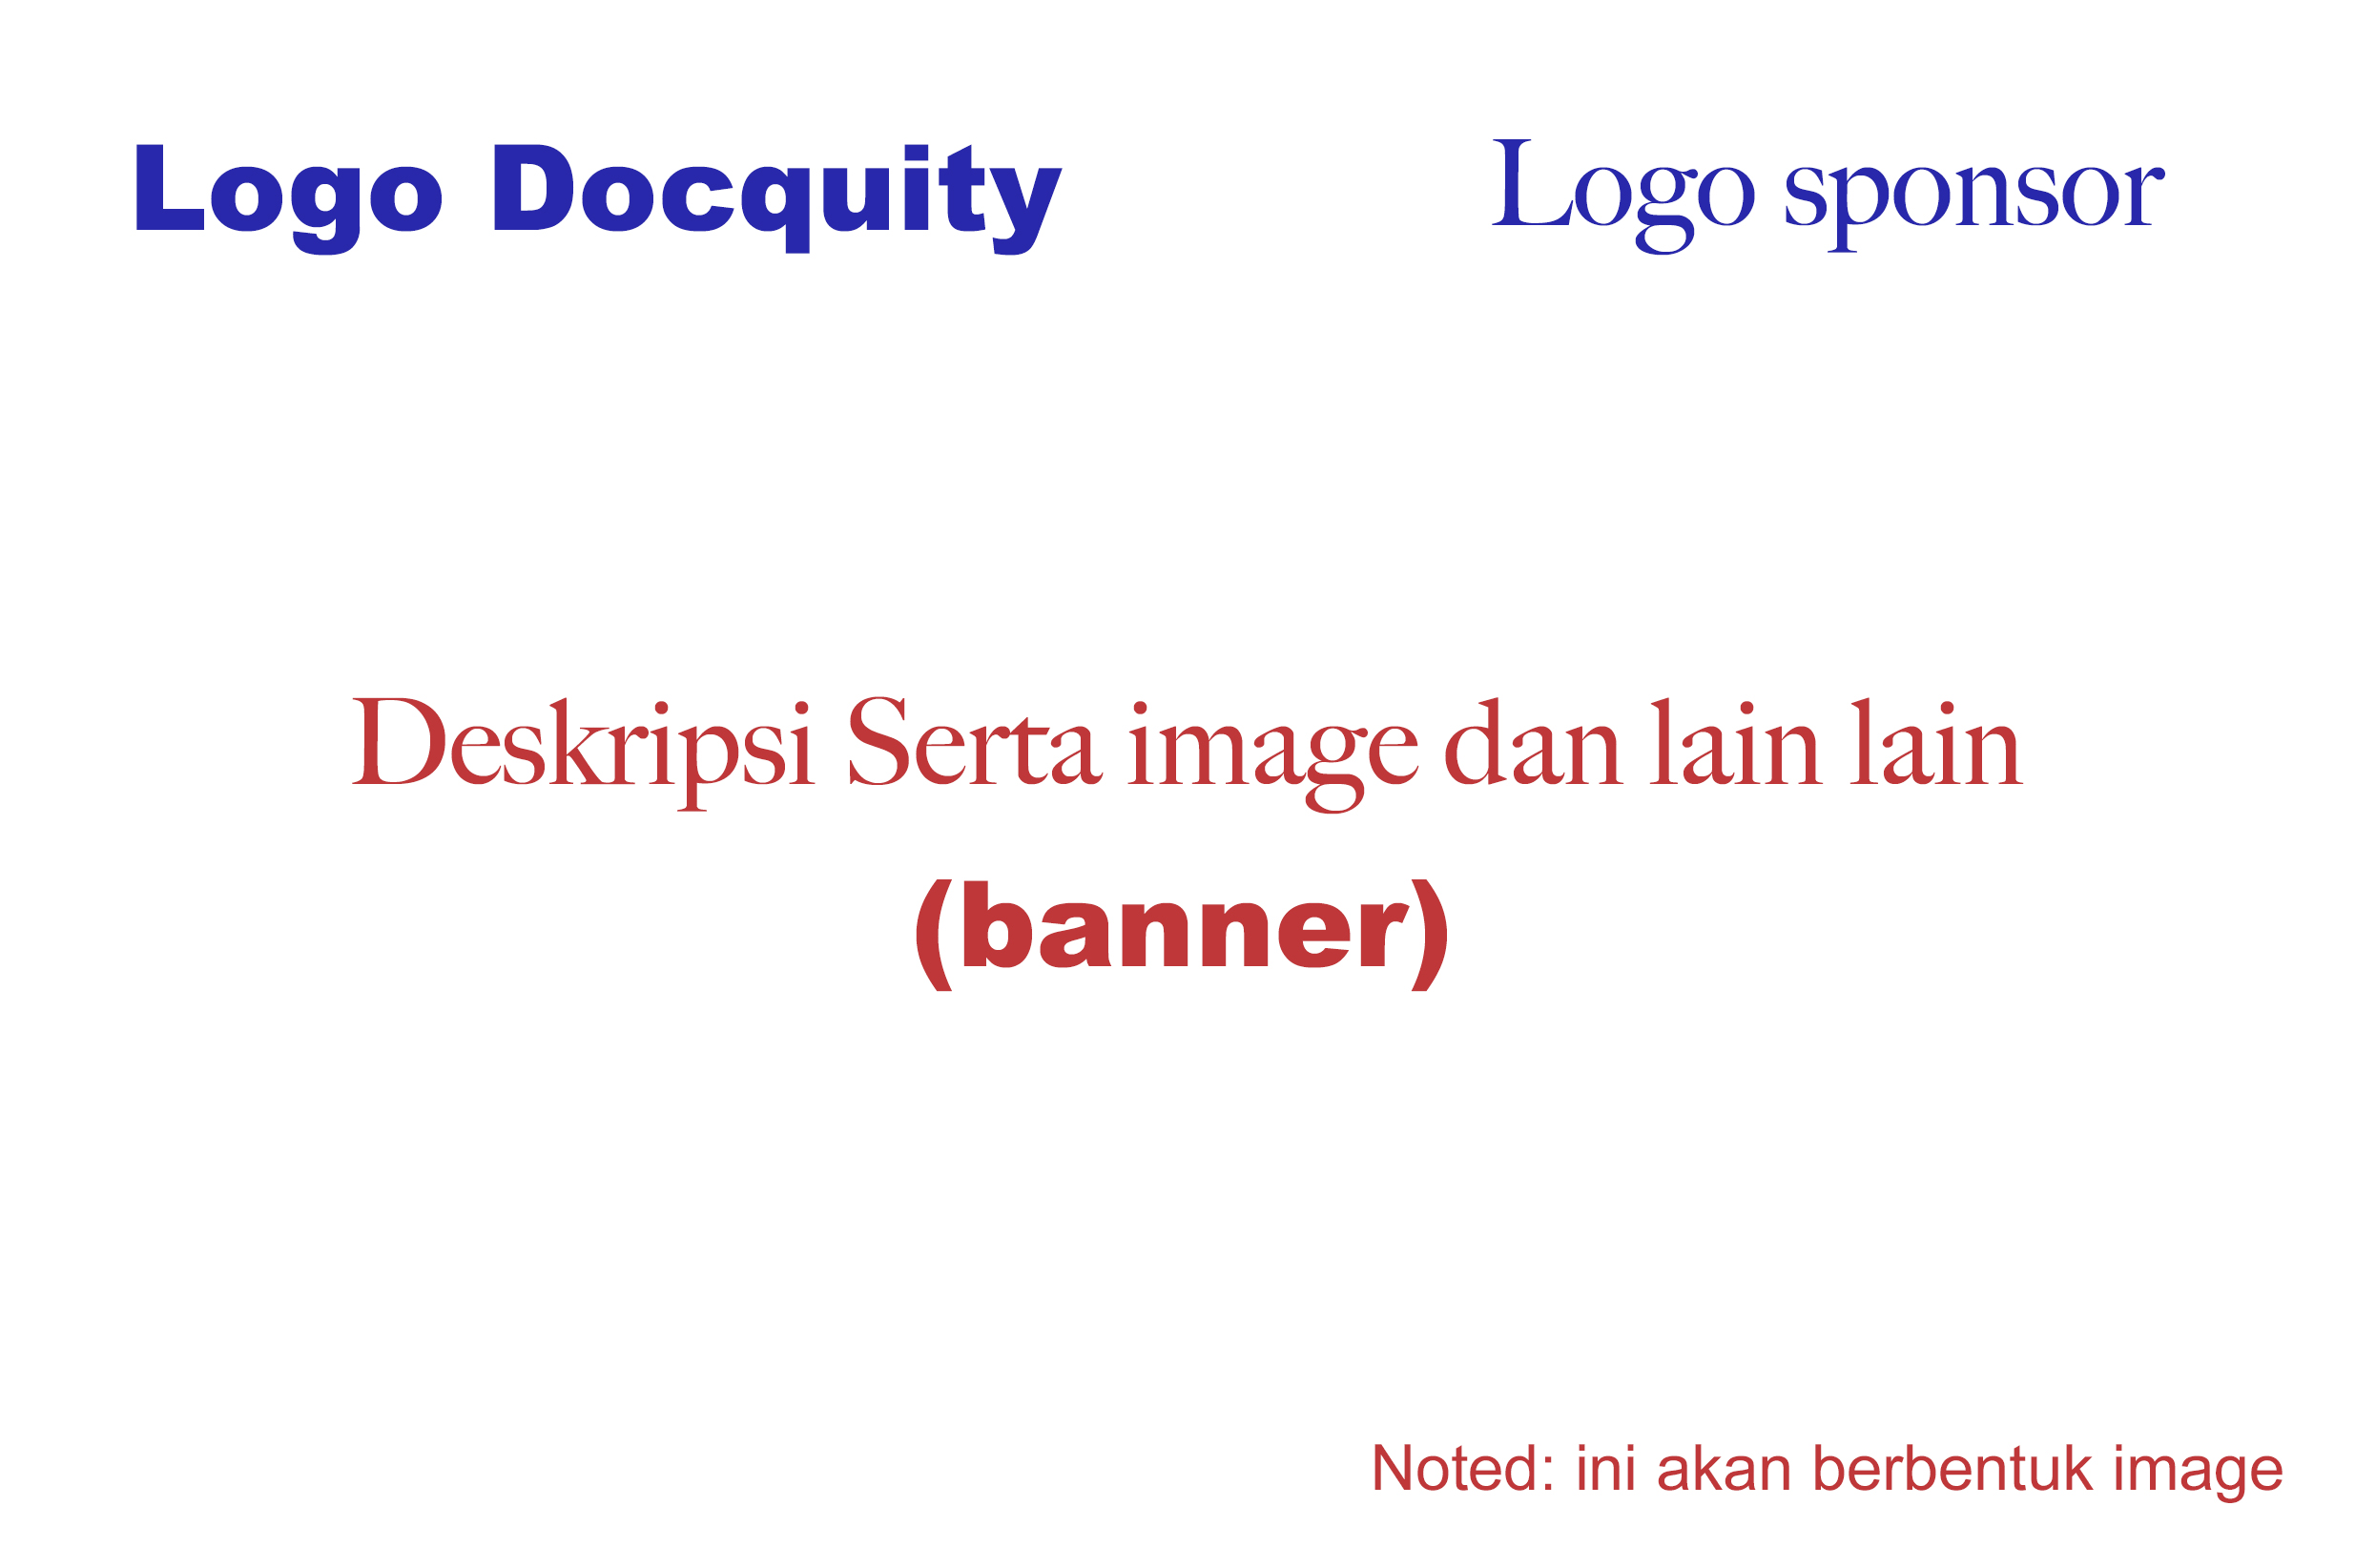 Logo Docquity
Logo sponsor
Deskripsi Serta image dan lain lain
(banner)
Noted: ini akan berbentuk image